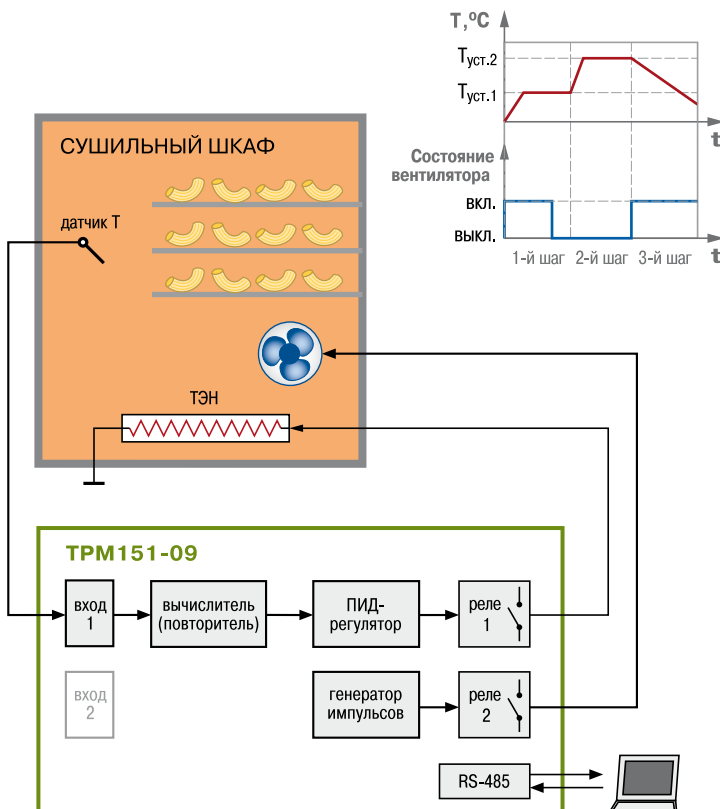 T,ºC
Tуст.2
Tуст.1
t
Состояние
вентилятора
ВКЛ.
ВЫКЛ.
1-й шаг 2-й шаг 3-й шаг
t
СУШИЛЬНЫЙ ШКАФ
датчик Т
ТЭН
ТРМ151-09
вход
1
вычислитель
(повторитель)
ПИД-
регулятор
реле
1
вход
2
генератор
импульсов
реле
2
RS-485